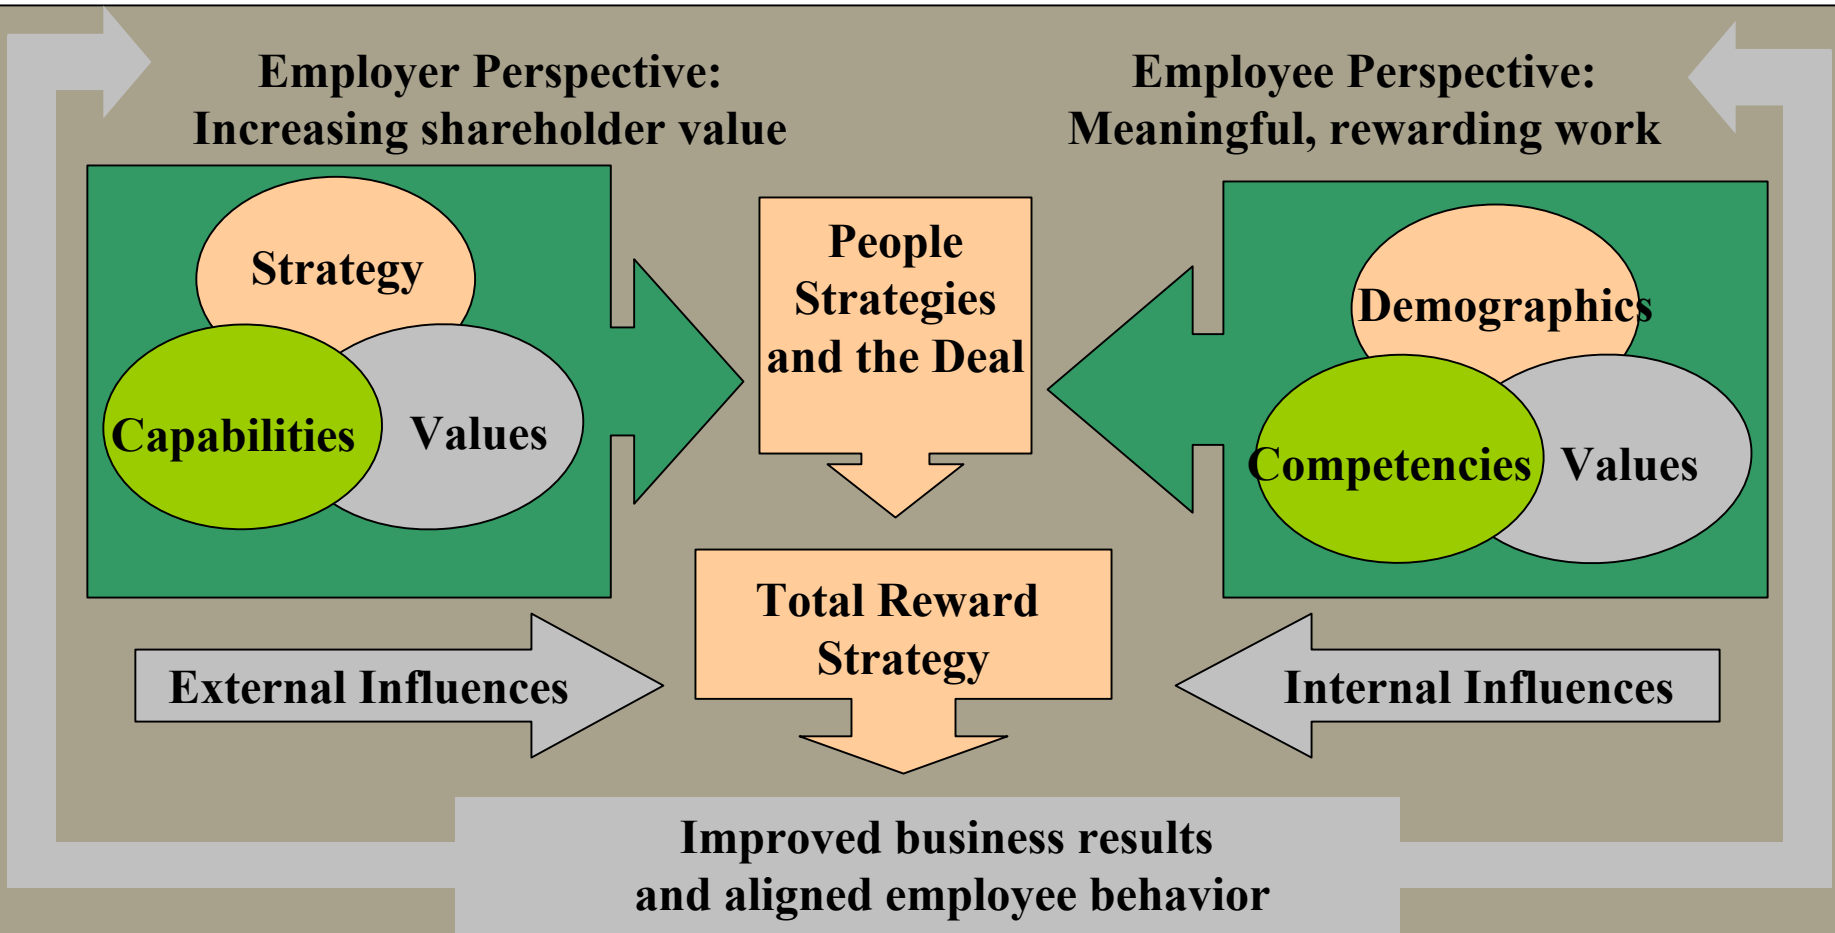 Employer Perspective:
Increasing shareholder value
Employee Perspective:
Meaningful, rewarding work
Strategy
Capabilities
Values
People
Strategies
and the Deal
Demographics
Competencies
Values
Total Reward
Strategy
External Influences
Internal Influences
Improved business results
and aligned employee behavior